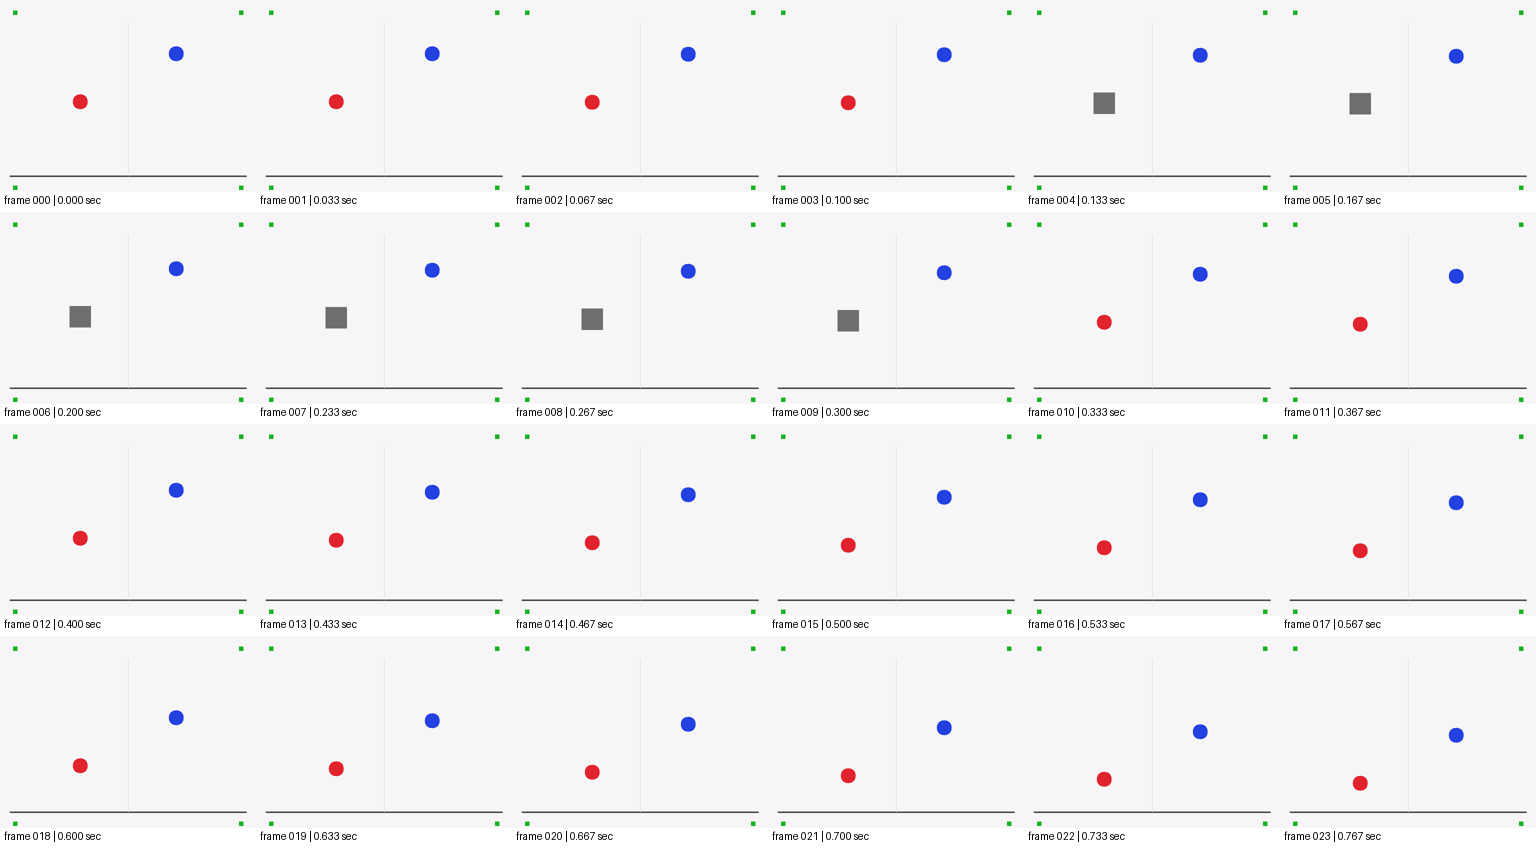 frame 000 | 0.000 sec
frame 001 | 0.033 sec
frame 002 | 0.067 sec
frame 003 | 0.100 sec
frame 004 | 0.133 sec
frame 005 | 0.167 sec
frame 006 | 0.200 sec
frame 007 | 0.233 sec
frame 008 | 0.267 sec
frame 009 | 0.300 sec
frame 010 | 0.333 sec
frame 011 | 0.367 sec
frame 012 | 0.400 sec
frame 013 | 0.433 sec
frame 014 | 0.467 sec
frame 015 | 0.500 sec
frame 016 | 0.533 sec
frame 017 | 0.567 sec
frame 018 | 0.600 sec
frame 019 | 0.633 sec
frame 020 | 0.667 sec
frame 021 | 0.700 sec
frame 022 | 0.733 sec
frame 023 | 0.767 sec